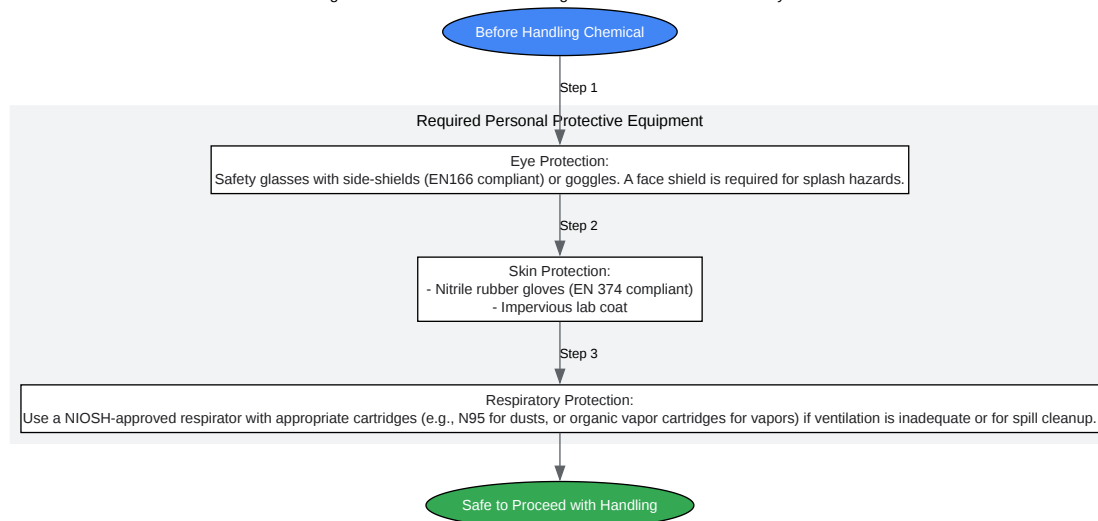 Before Handling Chemical
Step 1
Required Personal Protective Equipment
Eye Protection:
Safety glasses with side-shields (EN166 compliant) or goggles. A face shield is required for splash hazards.
Step 2
Skin Protection:
- Nitrile rubber gloves (EN 374 compliant)
- Impervious lab coat
Step 3
Respiratory Protection:
Use a NIOSH-approved respirator with appropriate cartridges (e.g., N95 for dusts, or organic vapor cartridges for vapors) if ventilation is inadequate or for spill cleanup.
Safe to Proceed with Handling